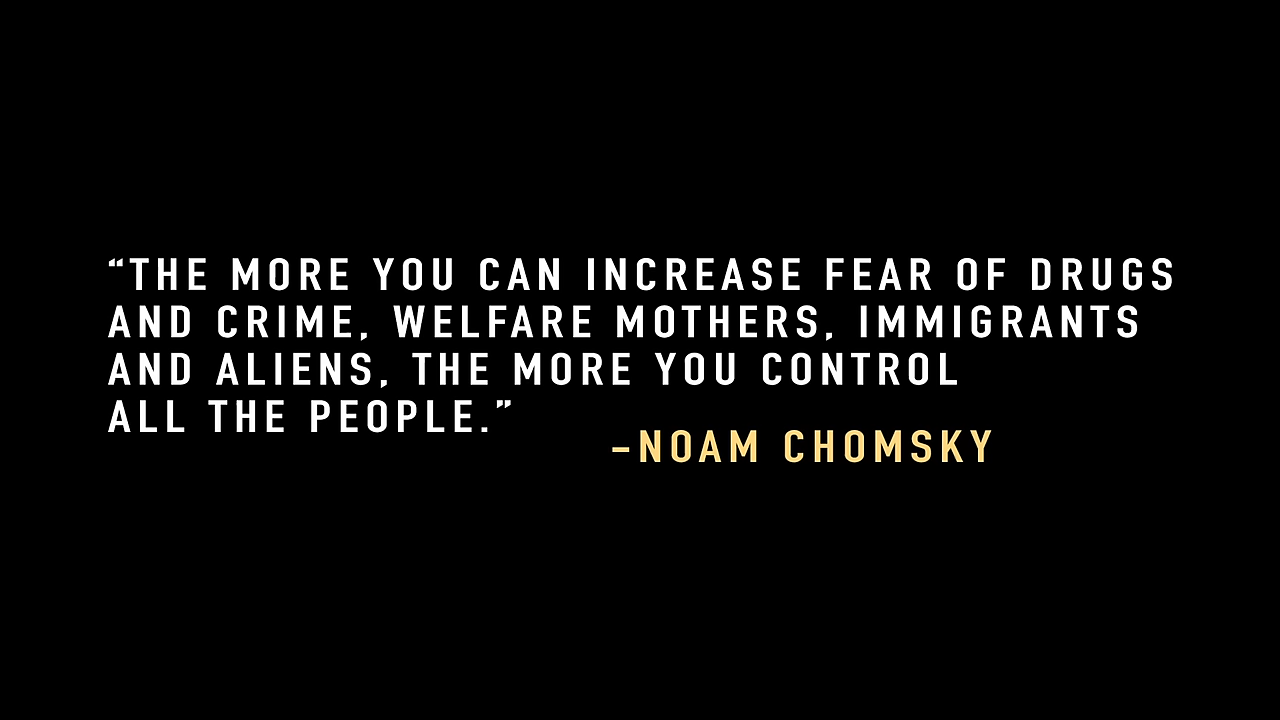 “THE MORE YOU CAN INCREASE FEAR OF DRUGS
AND CRIME, WELFARE MOTHERS, IMMIGRANTS
AND ALIENS, THE MORE YOU CONTROL
ALL THE PEOPLE.”
–NOAM CHOMSKY